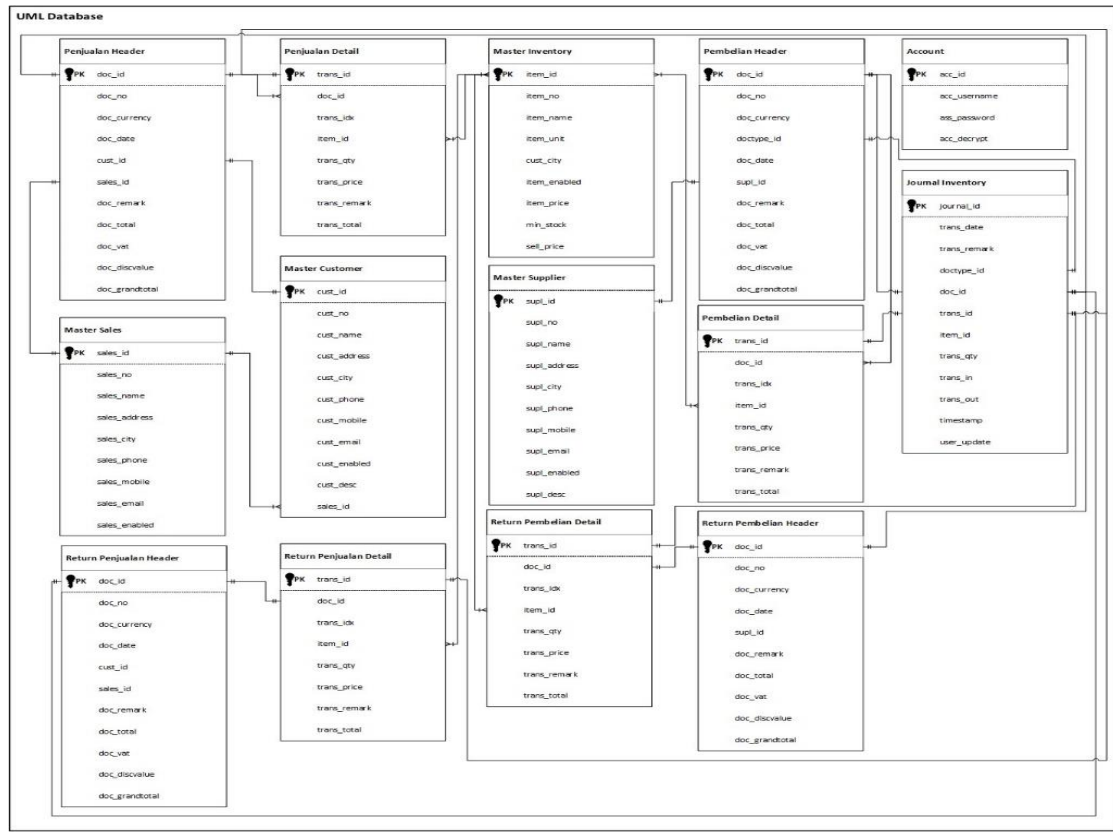 UML Database
Penjualan Header
PK doc_id
doc_no
doc_currency
doc_date
cust_id
sales_id
doc_remark
doc_total
doc_vat
doc_discvalue
doc_grandtotal
Penjualan Detail
PK trans_id
doc_id
trans_idx
item_id
trans_qty
trans_price
trans_remark
trans_total
Master Inventory
PK item_id
item_no
item_name
item_unit
cust_city
item_enabled
item_price
min_stock
sell_price
Pembelian Header
PK doc_id
doc_no
doc_currency
doctype_id
doc_date
supl_id
doc_remark
doc_total
doc_vat
doc_discvalue
doc_grandtotal
Account
PK acc_id
acc_username
ass_password
acc_decrypt
Journal Inventory
PK journal_id
trans_date
trans_remark
doctype_id
doc_id
trans_id
item_id
trans_qty
trans_in
trans_out
timestamp
user_update
Master Sales
PK sales_id
sales_no
sales_name
sales_address
sales_city
sales_phone
sales_mobile
sales_email
sales_enabled
Master Customer
PK cust_id
cust_no
cust_name
cust_address
cust_city
cust_phone
cust_mobile
cust_email
cust_enabled
cust_desc
sales_id
Master Supplier
PK supl_id
supl_no
supl_name
supl_address
supl_city
supl_phone
supl_mobile
supl_email
supl_enabled
supl_desc
Pembelian Detail
PK trans_id
doc_id
trans_idx
item_id
trans_qty
trans_price
trans_remark
trans_total
Return Penjualan Header
PK doc_id
doc_no
doc_currency
doc_date
cust_id
sales_id
doc_remark
doc_total
doc_vat
doc_discvalue
doc_grandtotal
Return Penjualan Detail
PK trans_id
doc_id
trans_idx
item_id
trans_qty
trans_price
trans_remark
trans_total
Return Pembelian Detail
PK trans_id
doc_id
trans_idx
item_id
trans_qty
trans_price
trans_remark
trans_total
Return Pembelian Header
PK doc_id
doc_no
doc_currency
doc_date
supl_id
doc_remark
doc_total
doc_vat
doc_discvalue
doc_grandtotal